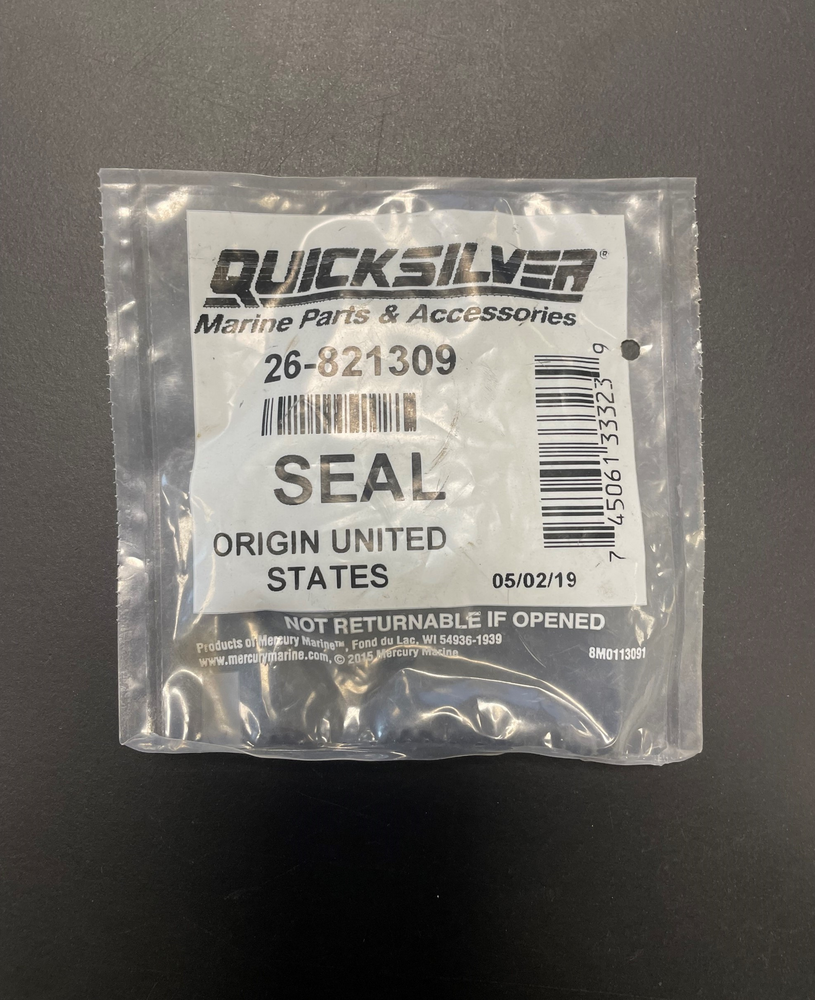 QUICKSILVER®
Marine Parts & Accessories
26-821309
SEAL
ORIGIN UNITED
STATES
05/02/19
7 45061 33323 9
NOT RETURNABLE IF OPENED
Products of Mercury Marine™, Fond du Lac, WI 54936-1939
www.mercurymarine.com, © 2015 Mercury Marine
8M0113091